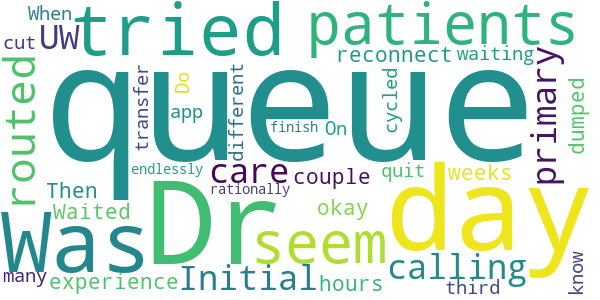 When
cut
UW
tried
patients
reconnect
waiting
routed
transfer
Do
app
different
queue
cycled
On
finish
primary
dumped
endlessly
care
couple
rationally
quit
weeks
Then
Waited
Was
Dr
seem
okay
day
calling
many
experience
Initial
hours
third
know